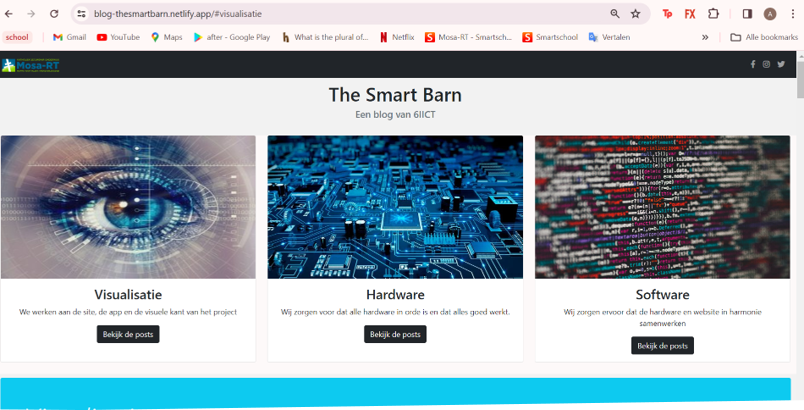 blog-thesmartbarn.netlify.app/#visualisatie
A
school
Gmail
YouTube
Maps
after - Google Play
What is the plural of...
Netflix
Mosa-RT - Smartsch...
Smartschool
Vertalen
»
Alle bookmarks
Mosa-RT
The Smart Barn
Een blog van 6IICT
Visualisatie
We werken aan de site, de app en de visuele kant van het project
Bekijk de posts
Hardware
Wij zorgen voor dat alle hardware in orde is en dat alles goed werkt.
Bekijk de posts
Software
Wij zorgen ervoor dat de hardware en website in harmonie
samenwerken
Bekijk de posts